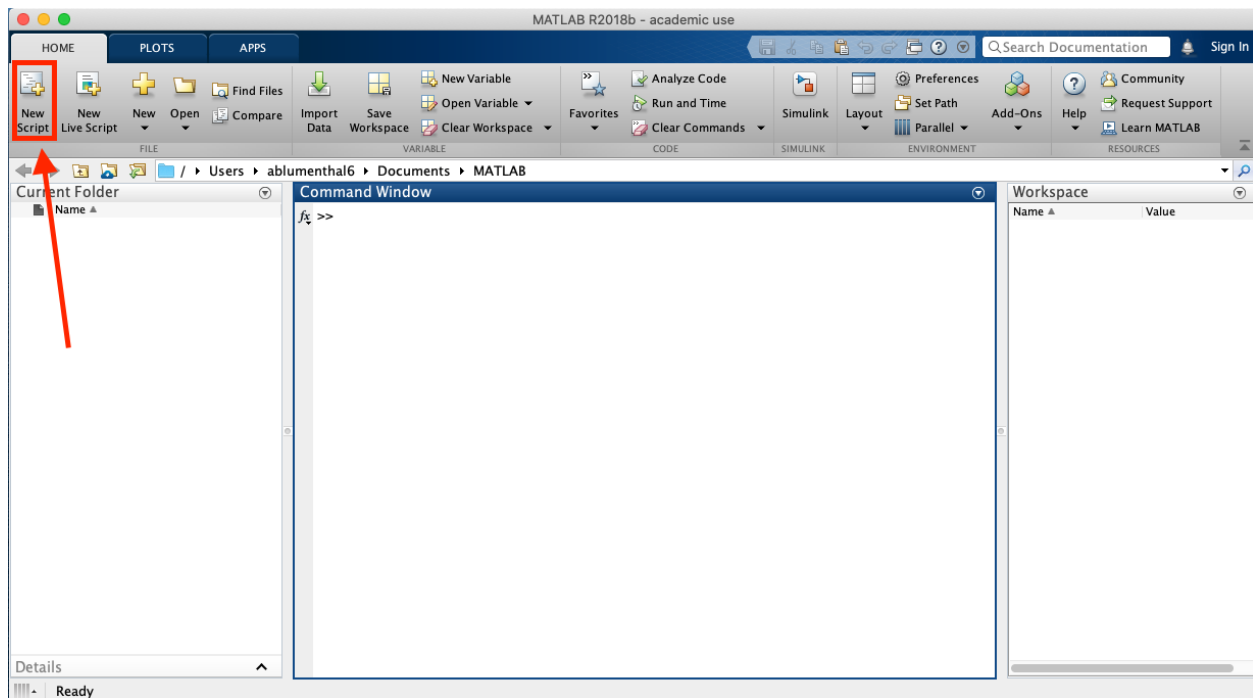 MATLAB R2018b - academic use
HOME PLOTS APPS
Search Documentation Sign In
New Script
New Live Script
New
Open
Find Files
Compare
FILE
Import Data
Save Workspace
New Variable
Open Variable
Clear Workspace
VARIABLE
Favorites
Analyze Code
Run and Time
Clear Commands
CODE
Simulink
SIMULINK
Layout
Preferences
Set Path
Parallel
Add-Ons
ENVIRONMENT
Help
Community
Request Support
Learn MATLAB
RESOURCES
/ Users ablumenthal6 Documents MATLAB
Current Folder
Name
Command Window
fx >>
Workspace
Name Value
Details
Ready